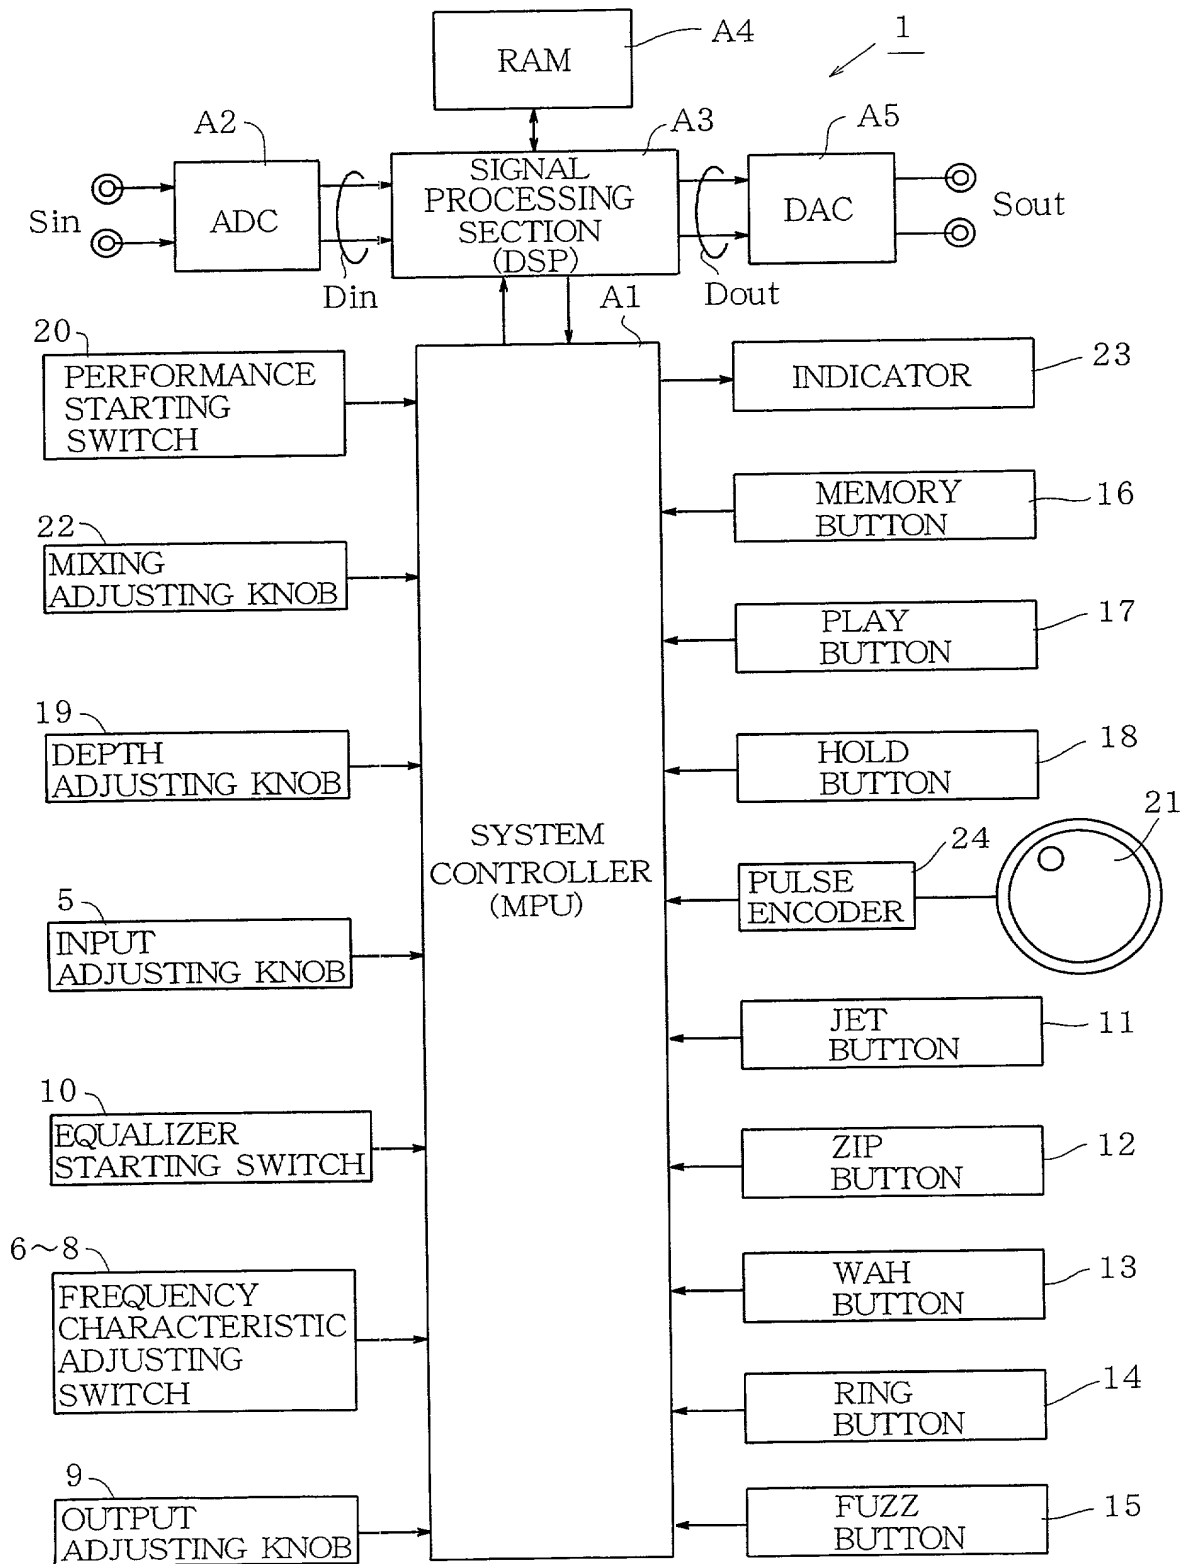 1
RAM
A4
A2
A3
A5
Sin
ADC
SIGNAL
PROCESSING
SECTION
(DSP)
DAC
Sout
Din
Dout
A1
20
PERFORMANCE
STARTING
SWITCH
22
MIXING
ADJUSTING KNOB
19
DEPTH
ADJUSTING KNOB
5
INPUT
ADJUSTING KNOB
10
EQUALIZER
STARTING SWITCH
6～8
FREQUENCY
CHARACTERISTIC
ADJUSTING
SWITCH
9
OUTPUT
ADJUSTING KNOB
SYSTEM
CONTROLLER
(MPU)
INDICATOR
23
MEMORY
BUTTON
16
PLAY
BUTTON
17
HOLD
BUTTON
18
PULSE
ENCODER
24
21
JET
BUTTON
11
ZIP
BUTTON
12
WAH
BUTTON
13
RING
BUTTON
14
FUZZ
BUTTON
15